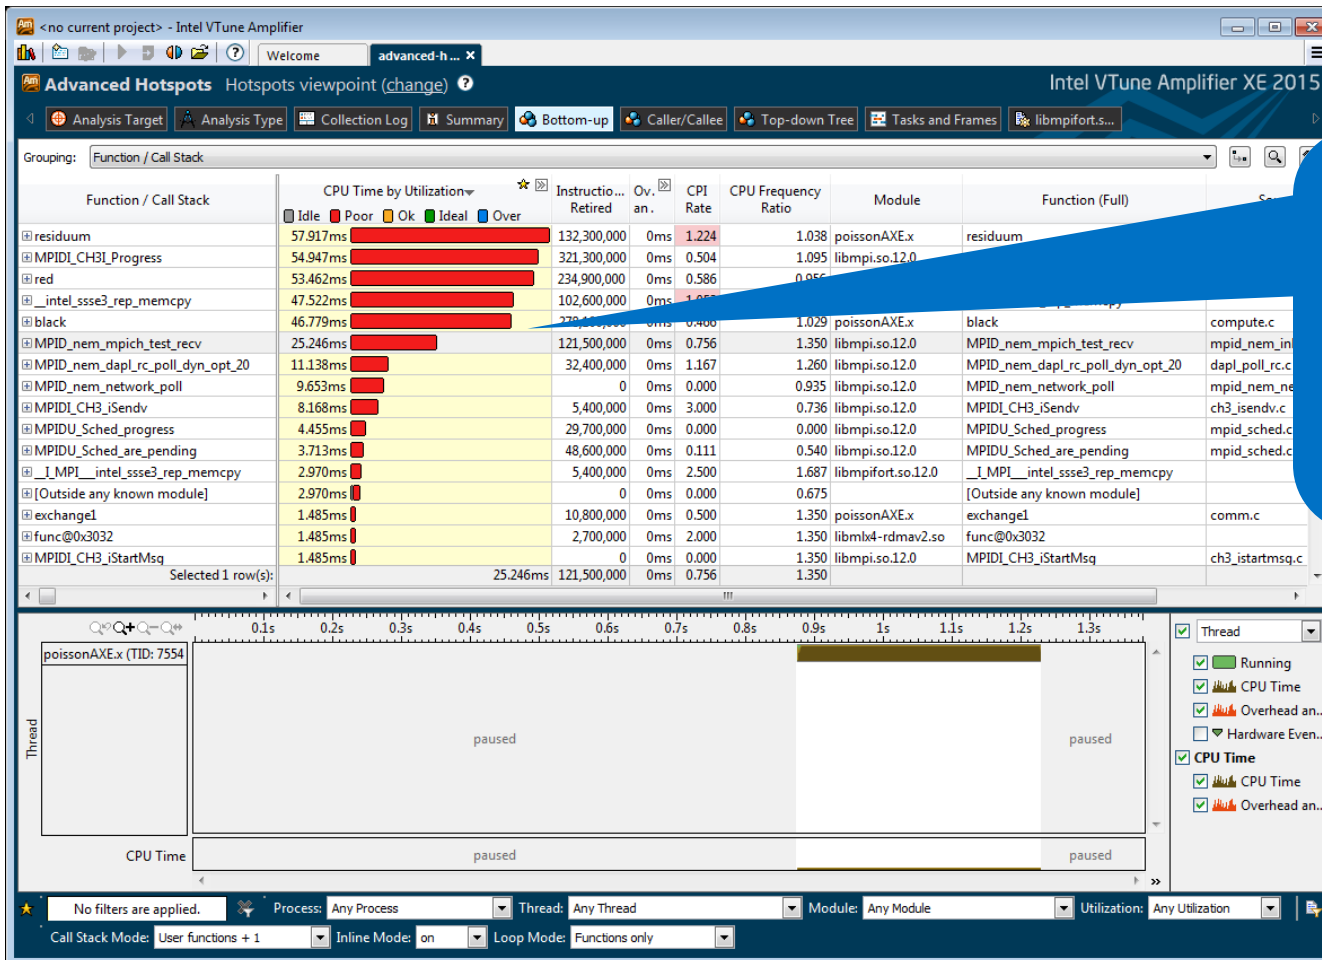 <no current project> - Intel VTune Amplifier
Welcome advanced-h...
Advanced Hotspots Hotspots viewpoint (change) Intel VTune Amplifier XE 2015
Analysis Target Analysis Type Collection Log Summary Bottom-up Caller/Callee Top-down Tree Tasks and Frames libmpifort.s...
Grouping: Function / Call Stack
Function / Call Stack CPU Time by Utilization Instructio... Retired Ov. an. CPI Rate CPU Frequency Ratio Module Function (Full)
Idle Poor Ok Ideal Over
residuum 57.917ms 132,300,000 0ms 1.224 1.038 poissonAXE.x residuum
MPIDI_CH3I_Progress 54.947ms 321,300,000 0ms 0.504 1.095 libmpi.so.12.0
red 53.462ms 234,900,000 0ms 0.586
__intel_ssse3_rep_memcpy 47.522ms 102,600,000 0ms
black 46.779ms 0ms 1.029 poissonAXE.x black compute.c
MPID_nem_mpich_test_recv 25.246ms 121,500,000 0ms 0.756 1.350 libmpi.so.12.0 MPID_nem_mpich_test_recv mpid_nem_inl
MPID_nem_dapl_rc_poll_dyn_opt_20 11.138ms 32,400,000 0ms 1.167 1.260 libmpi.so.12.0 MPID_nem_dapl_rc_poll_dyn_opt_20 dapl_poll_rc.c
MPID_nem_network_poll 9.653ms 0 0ms 0.000 0.935 libmpi.so.12.0 MPID_nem_network_poll mpid_nem_ne
MPIDI_CH3_iSendv 8.168ms 5,400,000 0ms 3.000 0.736 libmpi.so.12.0 MPIDI_CH3_iSendv ch3_isendv.c
MPIDU_Sched_progress 4.455ms 29,700,000 0ms 0.000 0.000 libmpi.so.12.0 MPIDU_Sched_progress mpid_sched.c
MPIDU_Sched_are_pending 3.713ms 48,600,000 0ms 0.111 0.540 libmpi.so.12.0 MPIDU_Sched_are_pending mpid_sched.c
__I_MPI___intel_ssse3_rep_memcpy 2.970ms 5,400,000 0ms 2.500 1.687 libmpifort.so.12.0 __I_MPI___intel_ssse3_rep_memcpy
[Outside any known module] 2.970ms 0 0ms 0.000 0.675 [Outside any known module]
exchange1 1.485ms 10,800,000 0ms 0.500 1.350 poissonAXE.x exchange1 comm.c
func@0x3032 1.485ms 2,700,000 0ms 2.000 1.350 libmlx4-rdmav2.so func@0x3032
MPIDI_CH3_iStartMsg 1.485ms 0 0ms 0.000 1.350 libmpi.so.12.0 MPIDI_CH3_iStartMsg ch3_istartmsg.c
Selected 1 row(s): 25.246ms 121,500,000 0ms 0.756 1.350
0.1s 0.2s 0.3s 0.4s 0.5s 0.6s 0.7s 0.8s 0.9s 1s 1.1s 1.2s 1.3s
poissonAXE.x (TID: 7554
Thread
paused paused
CPU Time paused paused
Thread
Running
CPU Time
Overhead an..
Hardware Even..
CPU Time
CPU Time
Overhead an..
No filters are applied. Process: Any Process Thread: Any Thread Module: Any Module Utilization: Any Utilization
Call Stack Mode: User functions + 1 Inline Mode: on Loop Mode: Functions only